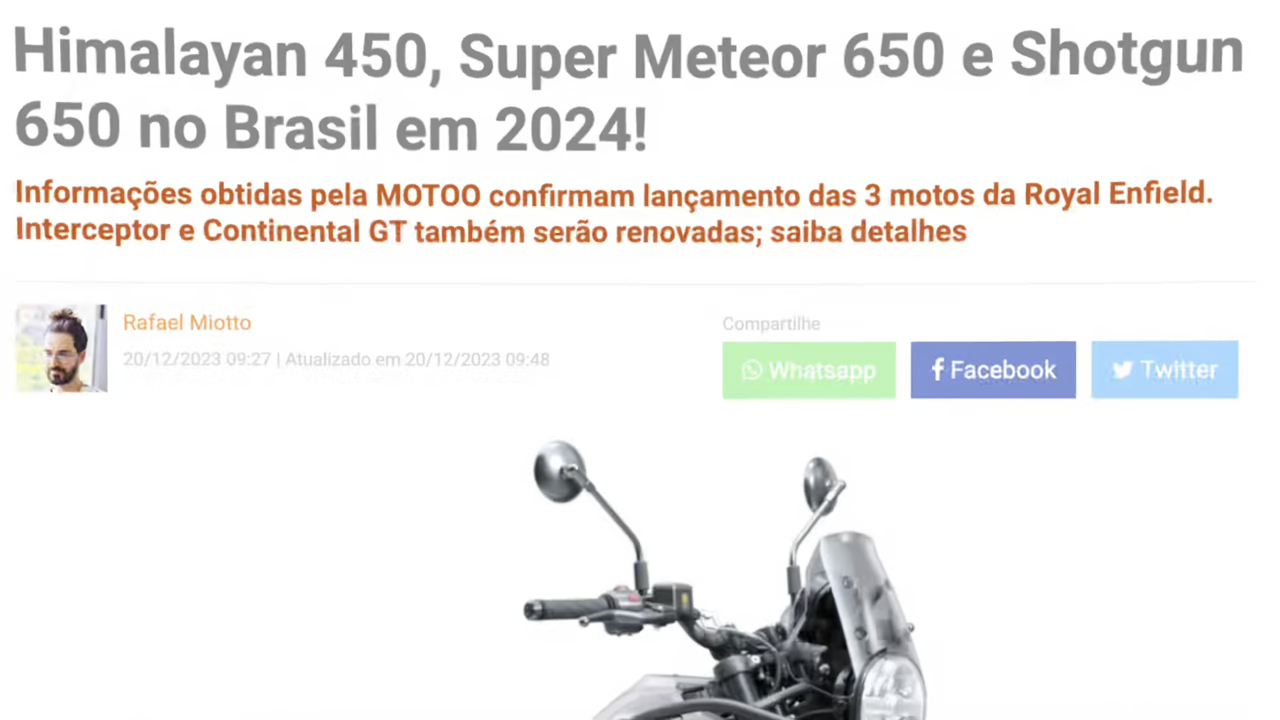 Himalayan 450, Super Meteor 650 e Shotgun
650 no Brasil em 2024!
Informações obtidas pela MOTOO confirmam lançamento das 3 motos da Royal Enfield.
Interceptor e Continental GT também serão renovadas; saiba detalhes
Rafael Miotto
20/12/2023 09:27 | Atualizado em 20/12/2023 09:48
Compartilhe
Whatsapp
Facebook
Twitter